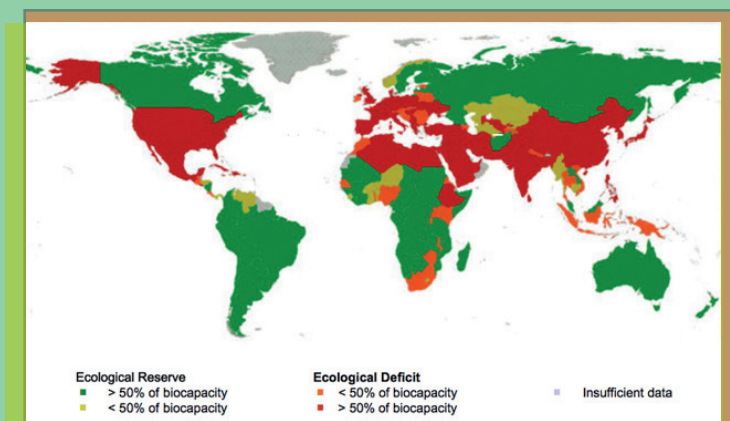 Ecological Reserve
> 50% of biocapacity
< 50% of biocapacity
Ecological Deficit
< 50% of biocapacity
> 50% of biocapacity
Insufficient data